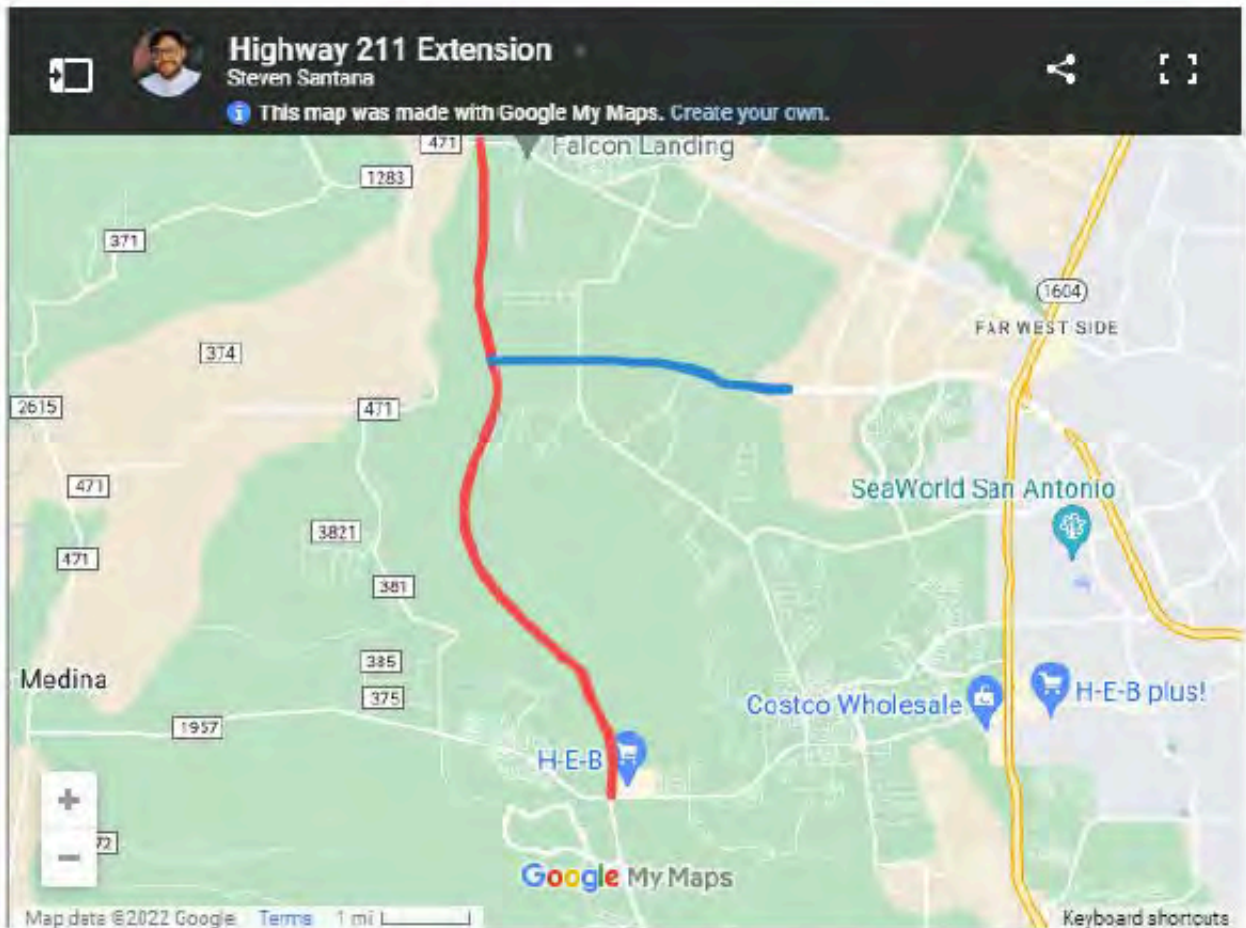 Highway 211 Extension
Steven Santana
This map was made with Google My Maps. Create your own.
471
Falcon Landing
1283
371
1604
FAR WEST SIDE
374
2615
471
471
SeaWorld San Antonio
3821
471
381
385
Medina
375
H-E-B plus!
Costco Wholesale
1957
H-E-B
+
72
−
Google My Maps
Map data ©2022 Google Terms 1 mi
Keyboard shortcuts